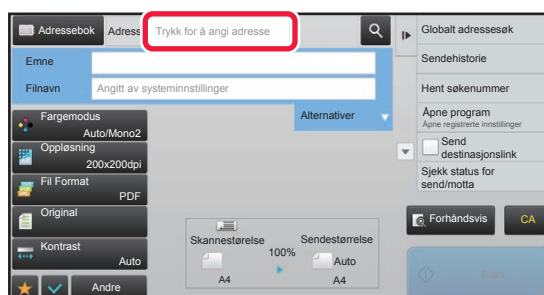 Adressebok
Adress
Trykk for å angi adresse
Emne
Filnavn
Angitt av systeminnstillinger
Alternativer
Fargemodus
Auto/Mono2
Oppløsning
200x200dpi
Fil Format
PDF
Original
Kontrast
Auto
Andre
Skannestørelse
100%
Sendestørrelse
A4
Auto
A4
Globalt adressesøk
Sendehistorie
Hent søkenummer
Åpne program
Åpne registrerte innstillinger
Send
destinasjonslink
Sjekk status for
send/motta
Forhåndsvis
CA
Start